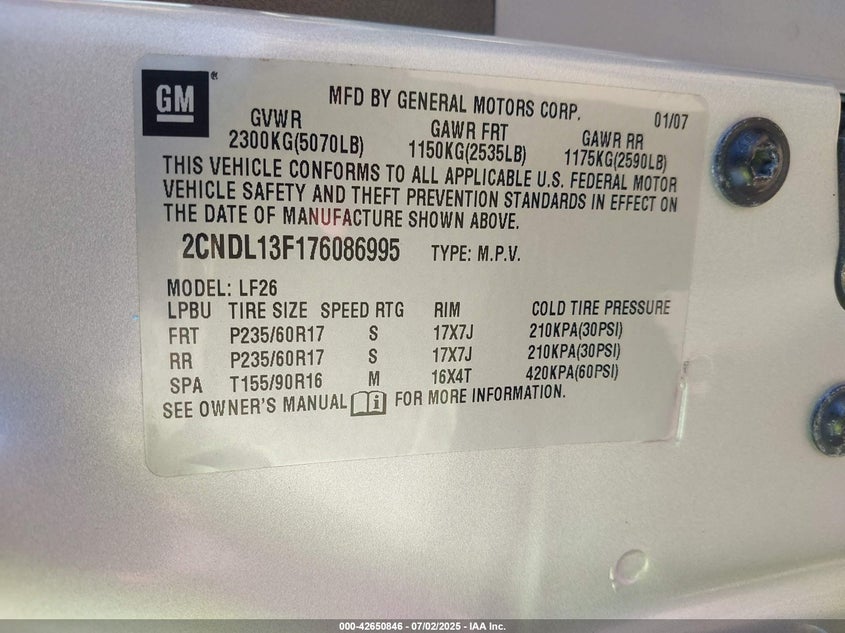 GM
MFD BY GENERAL MOTORS CORP. 01/07
GVWR GAWR FRT GAWR RR
2300KG(5070LB) 1150KG(2535LB) 1175KG(2590LB)
THIS VEHICLE CONFORMS TO ALL APPLICABLE U.S. FEDERAL MOTOR
VEHICLE SAFETY AND THEFT PREVENTION STANDARDS IN EFFECT ON
THE DATE OF MANUFACTURE SHOWN ABOVE.
2CNDL13F176086995 TYPE: M.P.V.
MODEL: LF26
LPBU TIRE SIZE SPEED RTG RIM COLD TIRE PRESSURE
FRT P235/60R17 S 17X7J 210KPA(30PSI)
RR P235/60R17 S 17X7J 210KPA(30PSI)
SPA T155/90R16 M 16X4T 420KPA(60PSI)
SEE OWNER'S MANUAL FOR MORE INFORMATION.
000-42650846 - 07/02/2025 - IAA Inc.